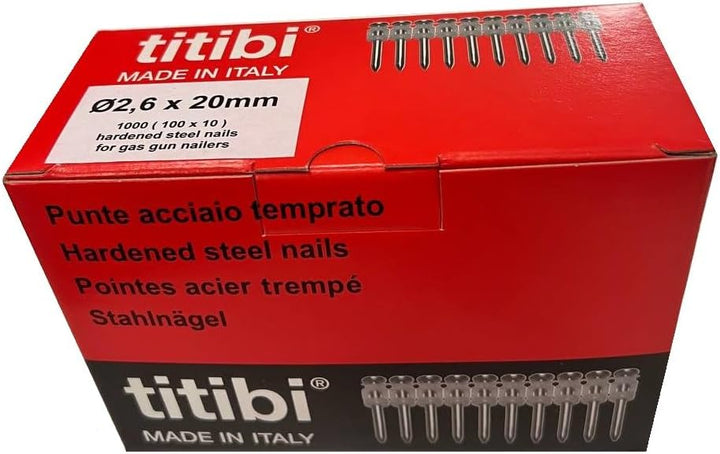 titibi®
MADE IN ITALY
Ø2,6 x 20mm
1000 ( 100 x 10 )
hardened steel nails
for gas gun nailers
Punte acciaio temprato
Hardened steel nails
Pointes acier trempé
Stahlnägel
titibi®
MADE IN ITALY